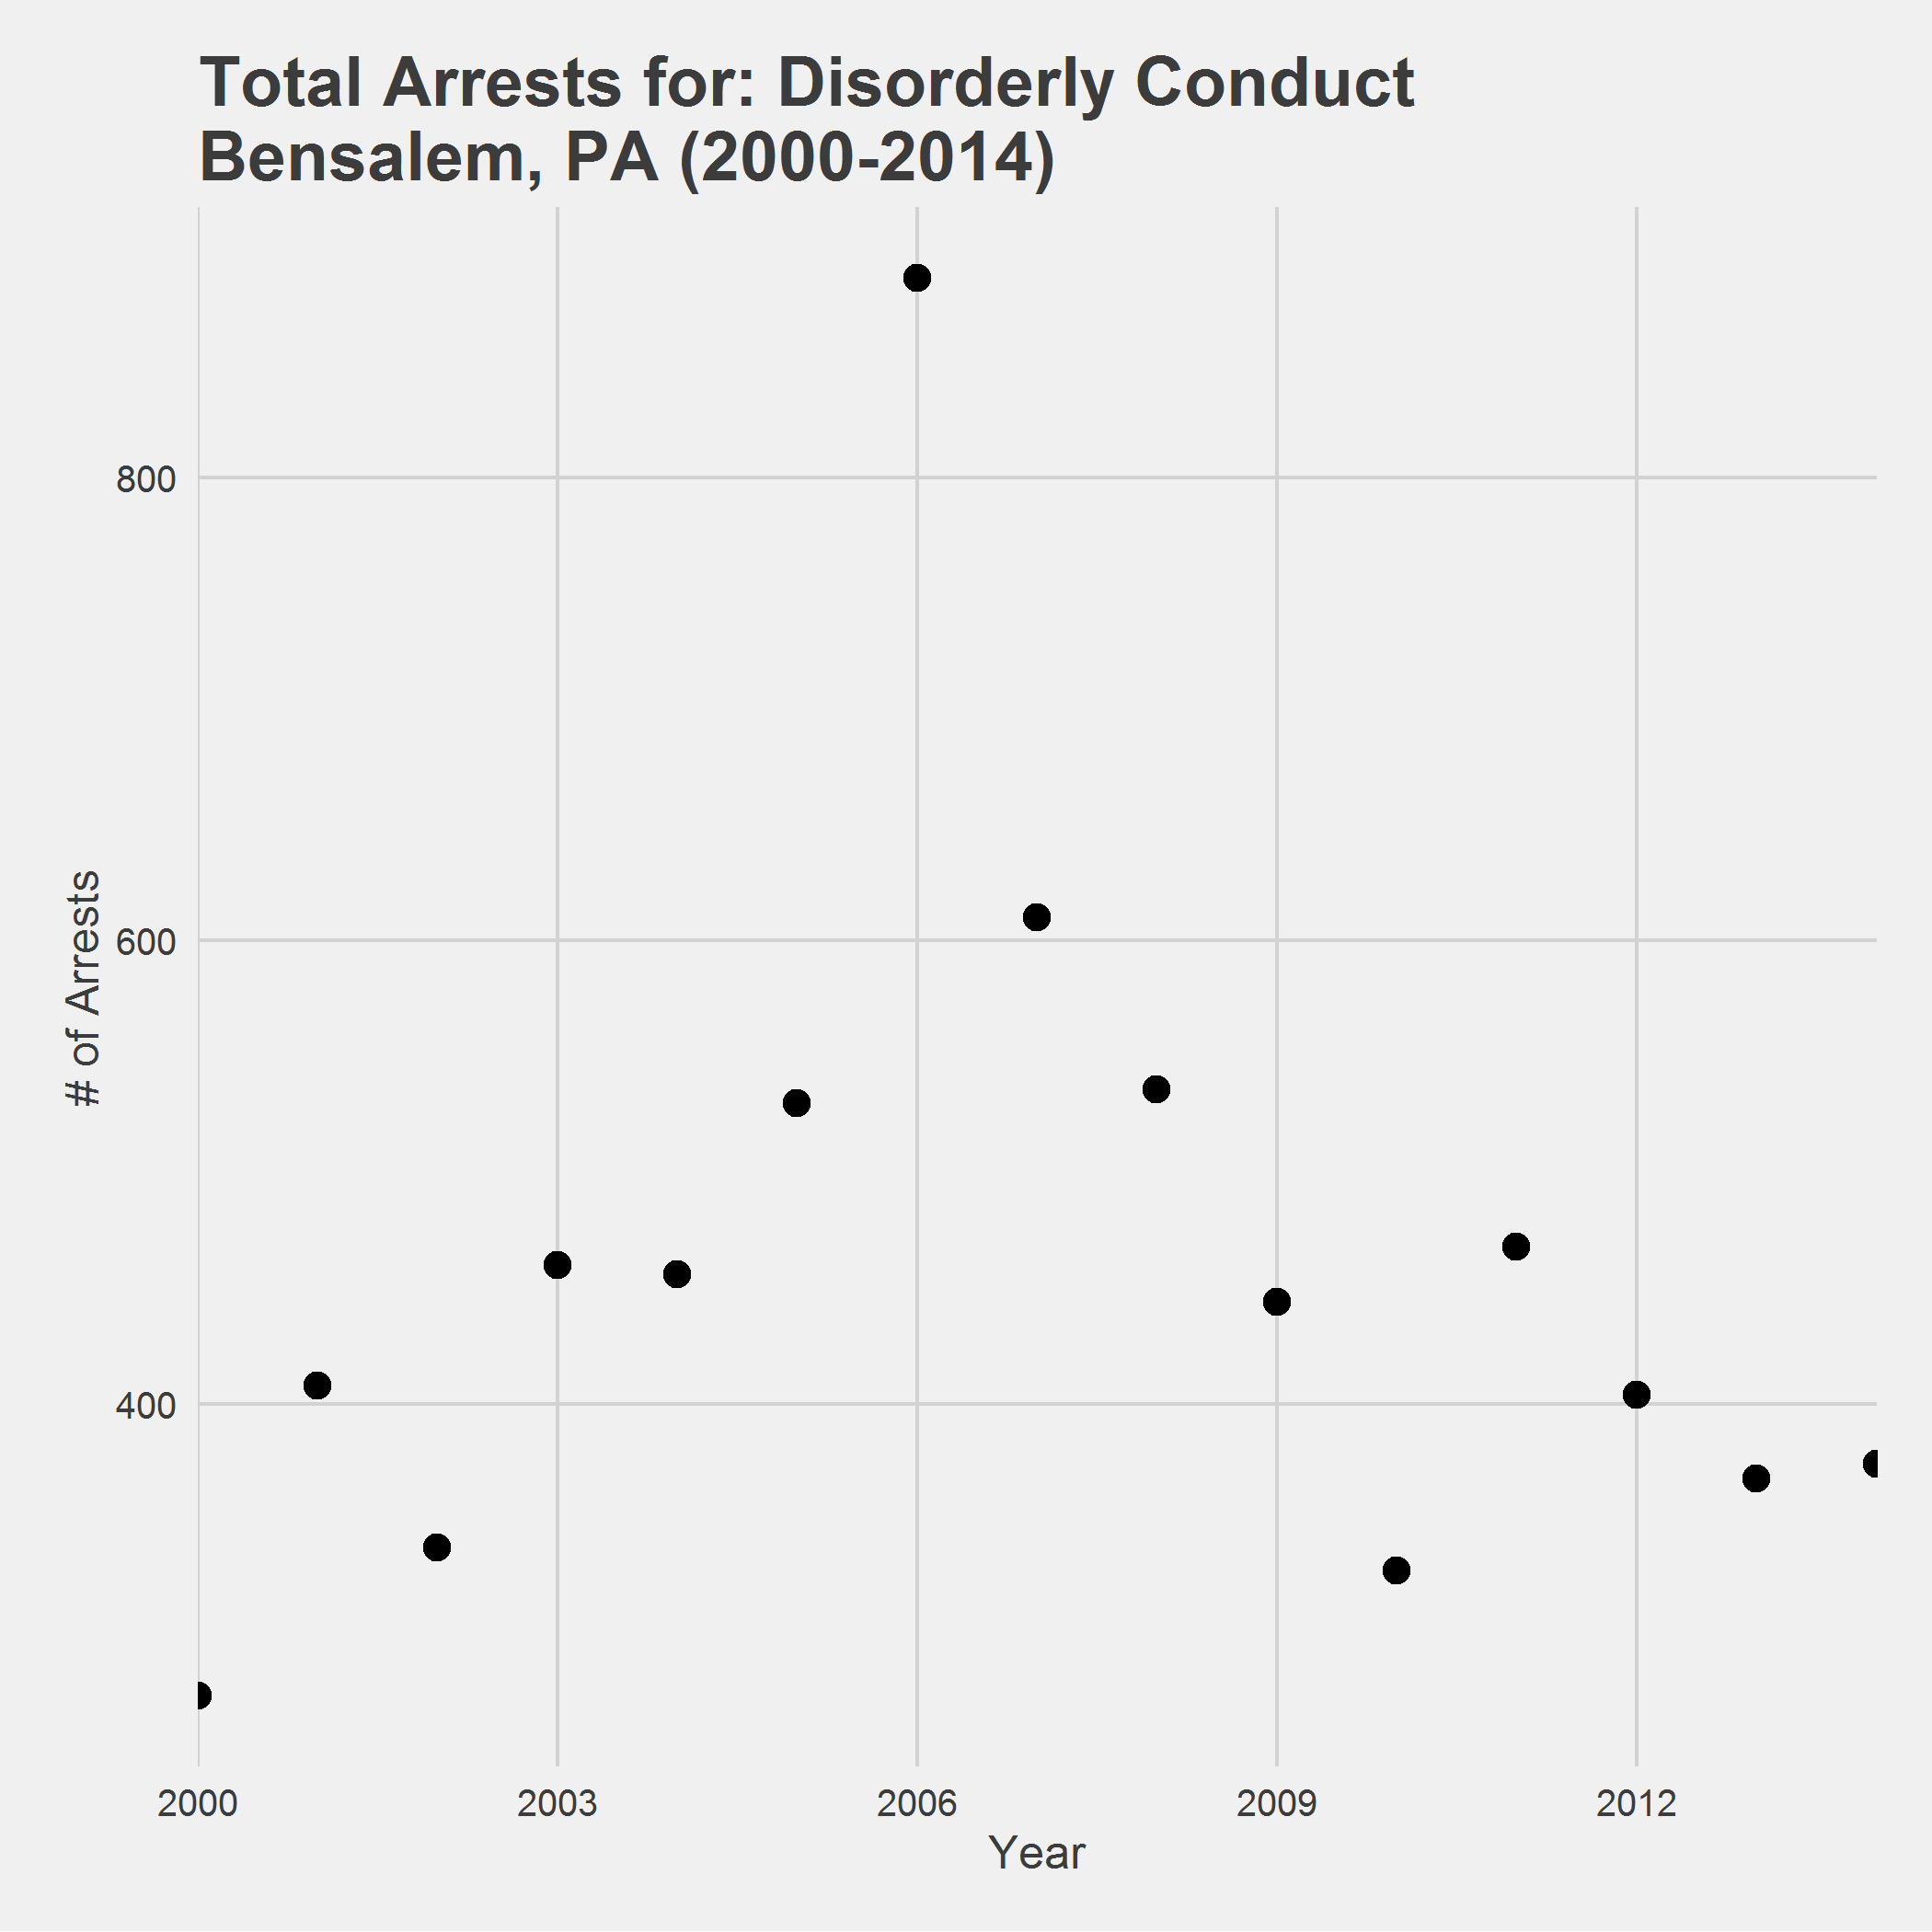 Total Arrests for: Disorderly Conduct
Bensalem, PA (2000-2014)
800
600
400
# of Arrests
2000
2003
2006
2009
2012
Year